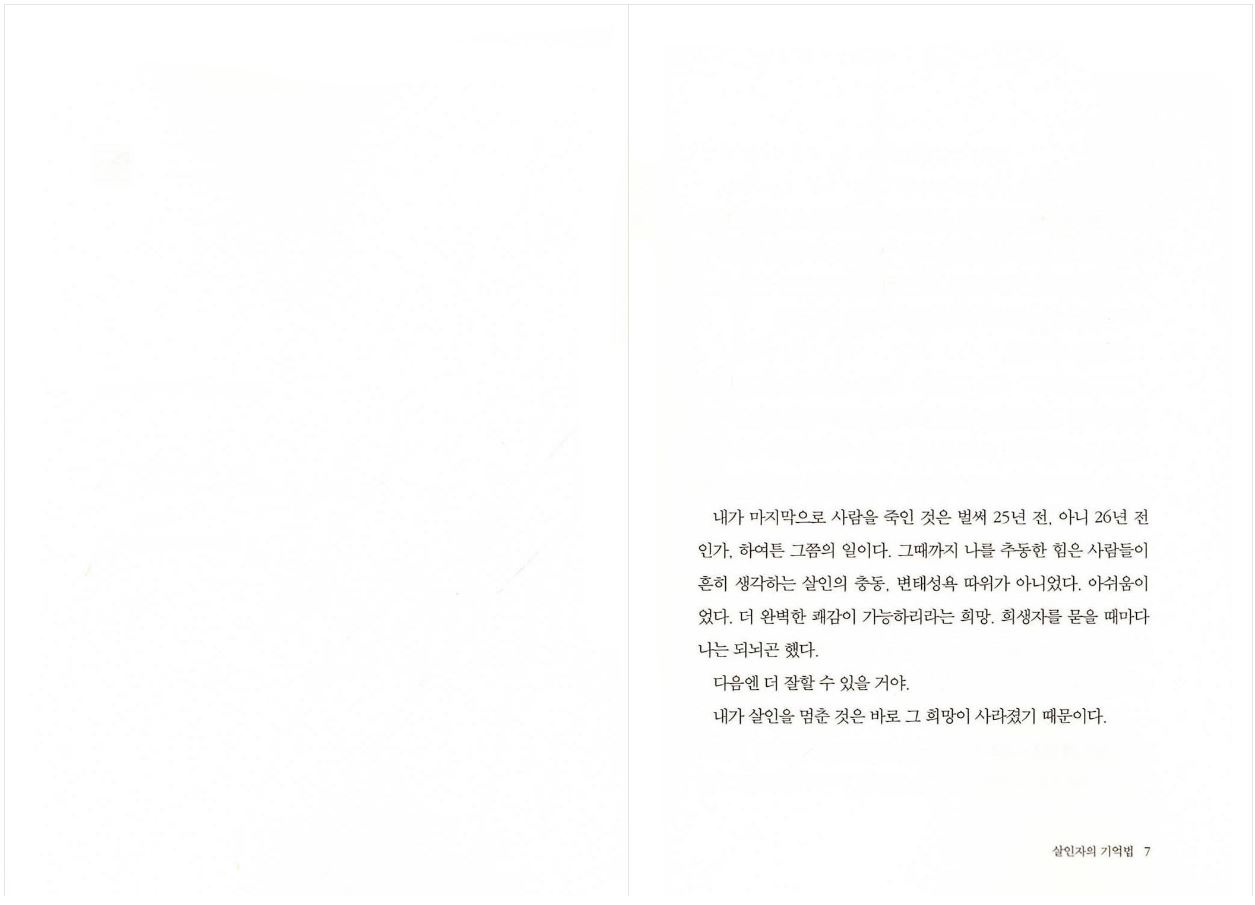 내가 마지막으로 사람을 죽인 것은 벌써 25년 전, 아니 26년 전
인가, 하여튼 그쯤의 일이다. 그때까지 나를 추동한 힘은 사람들이
흔히 생각하는 살인의 충동, 변태성욕 따위가 아니었다. 아쉬움이
었다. 더 완벽한 쾌감이 가능하리라는 희망. 희생자를 묻을 때마다
나는 되뇌곤 했다.
다음엔 더 잘할 수 있을 거야.
내가 살인을 멈춘 것은 바로 그 희망이 사라졌기 때문이다.
살인자의 기억법 7